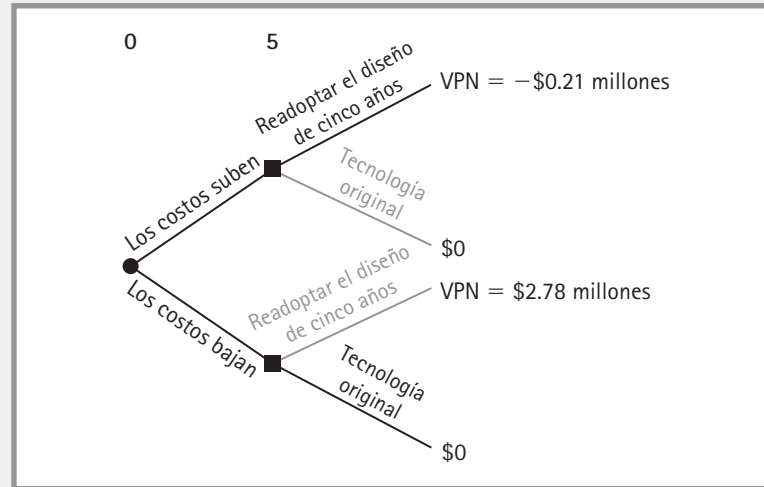 0 5
Readoptar el diseño
de cinco años
VPN = −$0.21 millones
Los costos suben
Tecnología
original
$0
Readoptar el diseño
de cinco años
VPN = $2.78 millones
Los costos bajan
Tecnología
original
$0